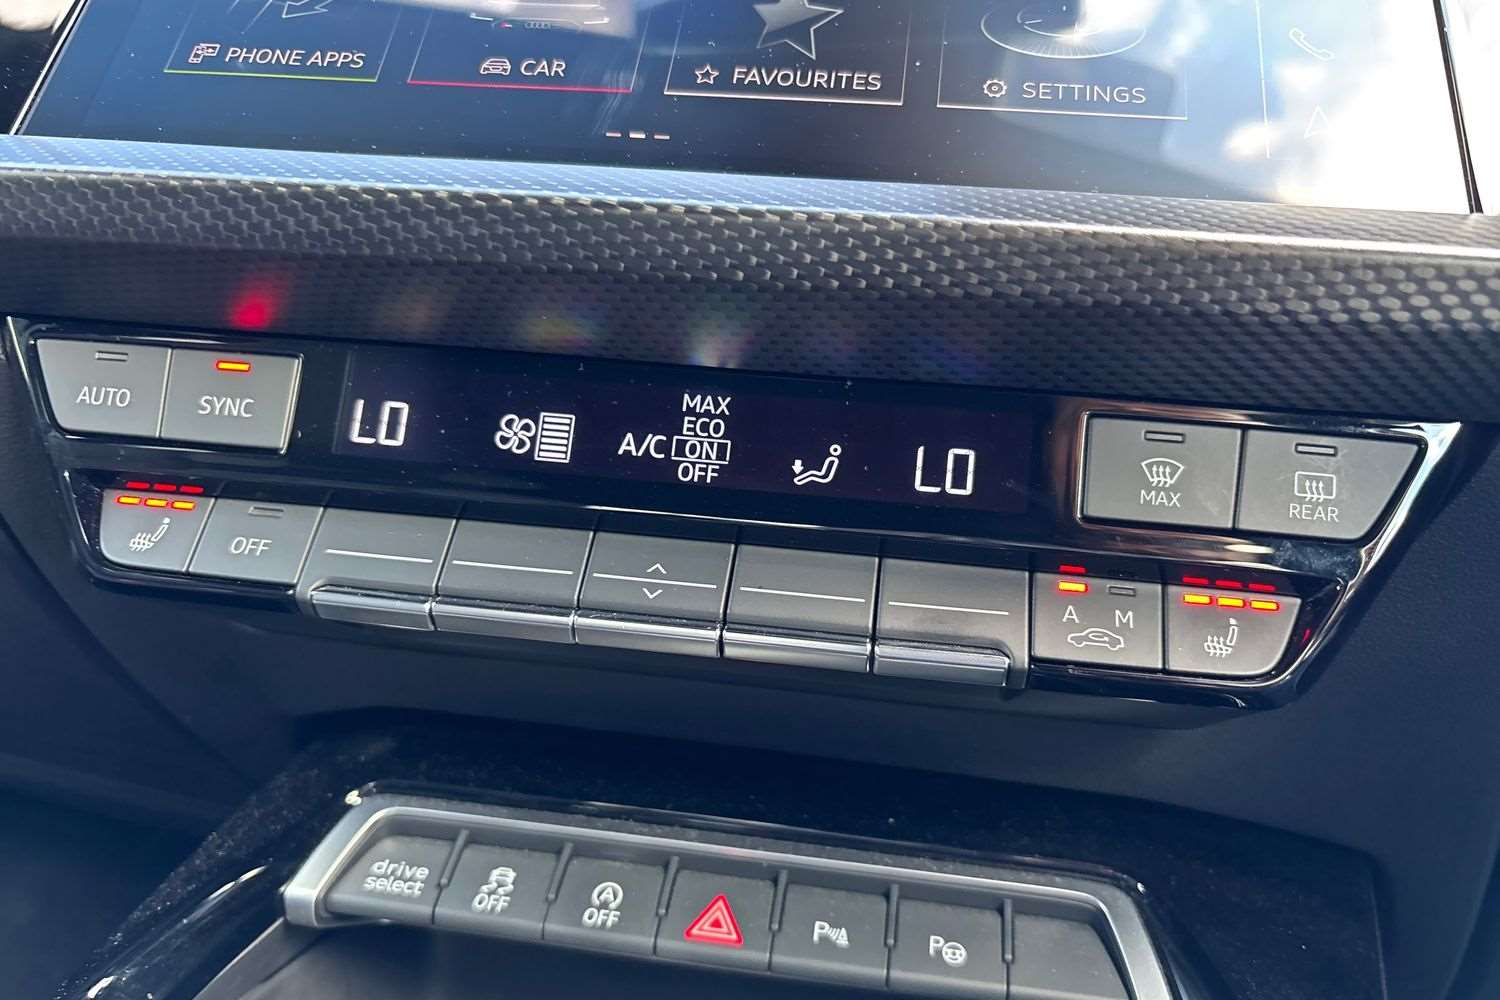 PHONE APPS
CAR
FAVOURITES
SETTINGS
AUTO
SYNC
LO
A/C
MAX
ECO
ON
OFF
LO
MAX
REAR
OFF
A M
drive
select
OFF
A
OFF
P
P